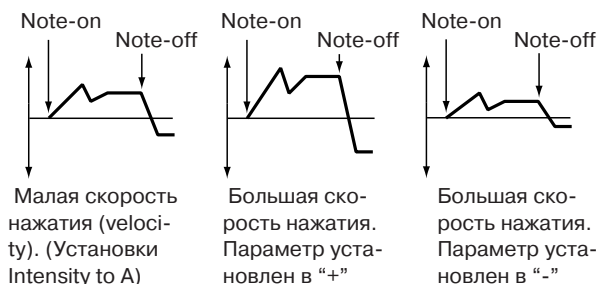 Note-on
Note-off
Малая скорость
нажатия (veloci-
ty). (Установки
Intensity to A)
Note-on
Note-off
Большая ско-
рость нажатия.
Параметр уста-
новлен в “+”
Note-on
Note-off
Большая ско-
рость нажатия.
Параметр уста-
новлен в “-”